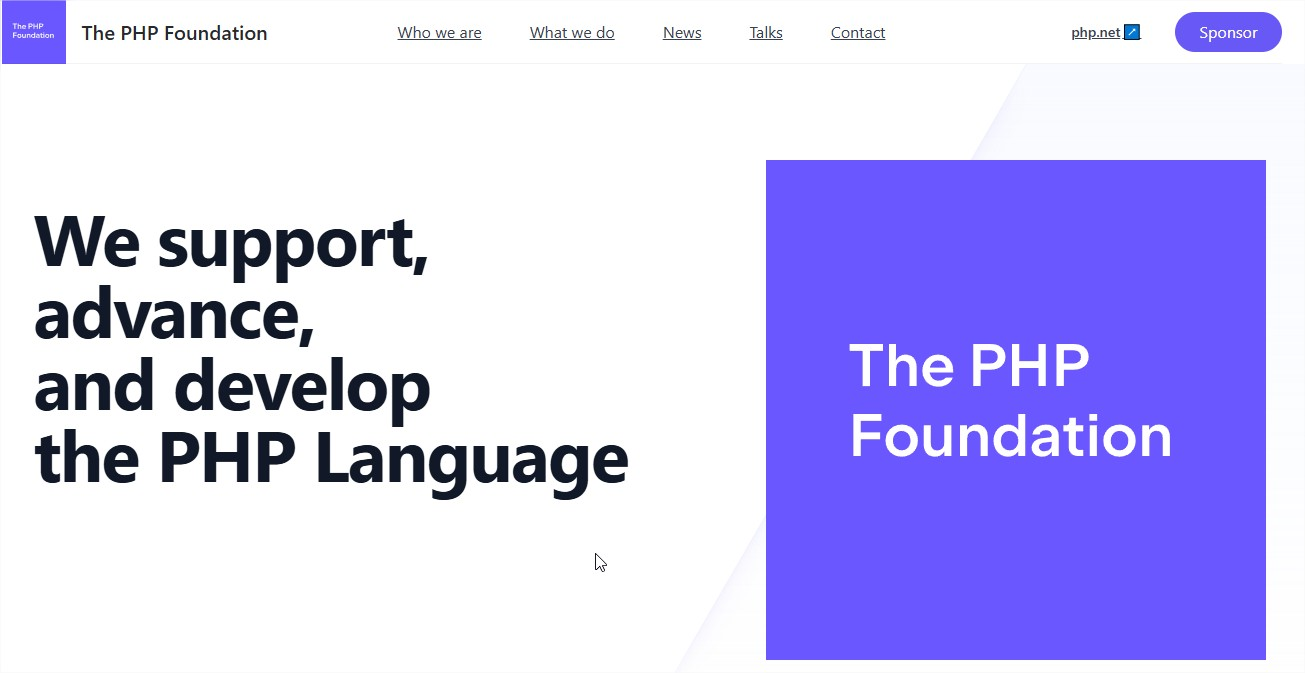 The PHP
Foundation
The PHP Foundation
Who we are
What we do
News
Talks
Contact
php.net
Sponsor
We support,
advance,
and develop
the PHP Language
The PHP
Foundation